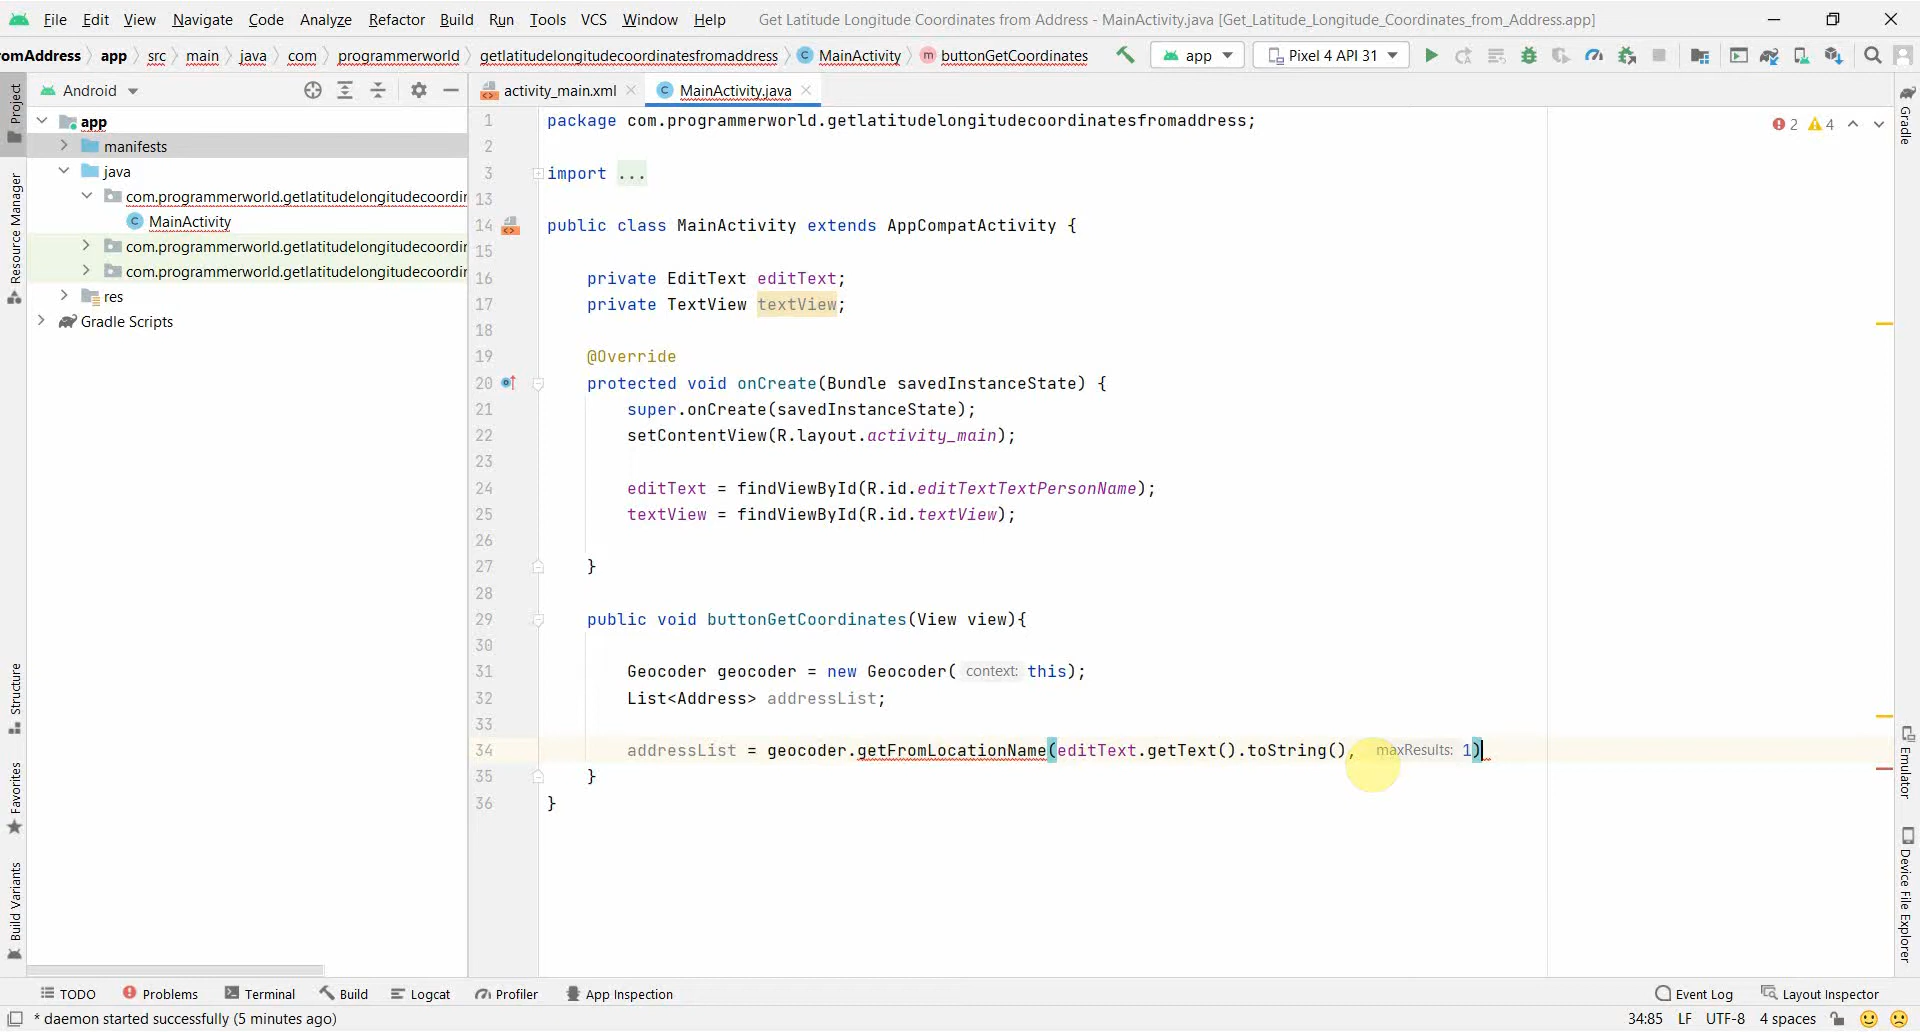 File Edit View Navigate Code Analyze Refactor Build Run Tools VCS Window Help Get Latitude Longitude Coordinates from Address - MainActivity.java [Get_Latitude_Longitude_Coordinates_from_Address.app]
romAddress app src main java com programmerworld getlatitudelongitudecoordinatesfromaddress MainActivity buttonGetCoordinates app Pixel 4 API 31
Android activity_main.xml MainActivity.java
Project
Resource Manager
Structure
Favorites
Build Variants
app
manifests
java
com.programmerworld.getlatitudelongitudecoordin
MainActivity
com.programmerworld.getlatitudelongitudecoordin
com.programmerworld.getlatitudelongitudecoordin
res
Gradle Scripts
1 package com.programmerworld.getlatitudelongitudecoordinatesfromaddress;
2
3 import ...
13
14 public class MainActivity extends AppCompatActivity {
15
16 private EditText editText;
17 private TextView textView;
18
19 @Override
20 protected void onCreate(Bundle savedInstanceState) {
21 super.onCreate(savedInstanceState);
22 setContentView(R.layout.activity_main);
23
24 editText = findViewById(R.id.editTextTextPersonName);
25 textView = findViewById(R.id.textView);
26
27 }
28
29 public void buttonGetCoordinates(View view){
30
31 Geocoder geocoder = new Geocoder( context: this);
32 List<Address> addressList;
33
34 addressList = geocoder.getFromLocationName(editText.getText().toString(), maxResults: 1)
35 }
36 }
2 4
Gradle
Emulator
Device File Explorer
TODO Problems Terminal Build Logcat Profiler App Inspection Event Log Layout Inspector
* daemon started successfully (5 minutes ago) 34:85 LF UTF-8 4 spaces